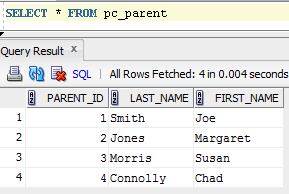 SELECT * FROM pc_parent
Query Result ×
SQL | All Rows Fetched: 4 in 0.004 seconds
PARENT_ID LAST_NAME FIRST_NAME
1 1 Smith Joe
2 2 Jones Margaret
3 3 Morris Susan
4 4 Connolly Chad